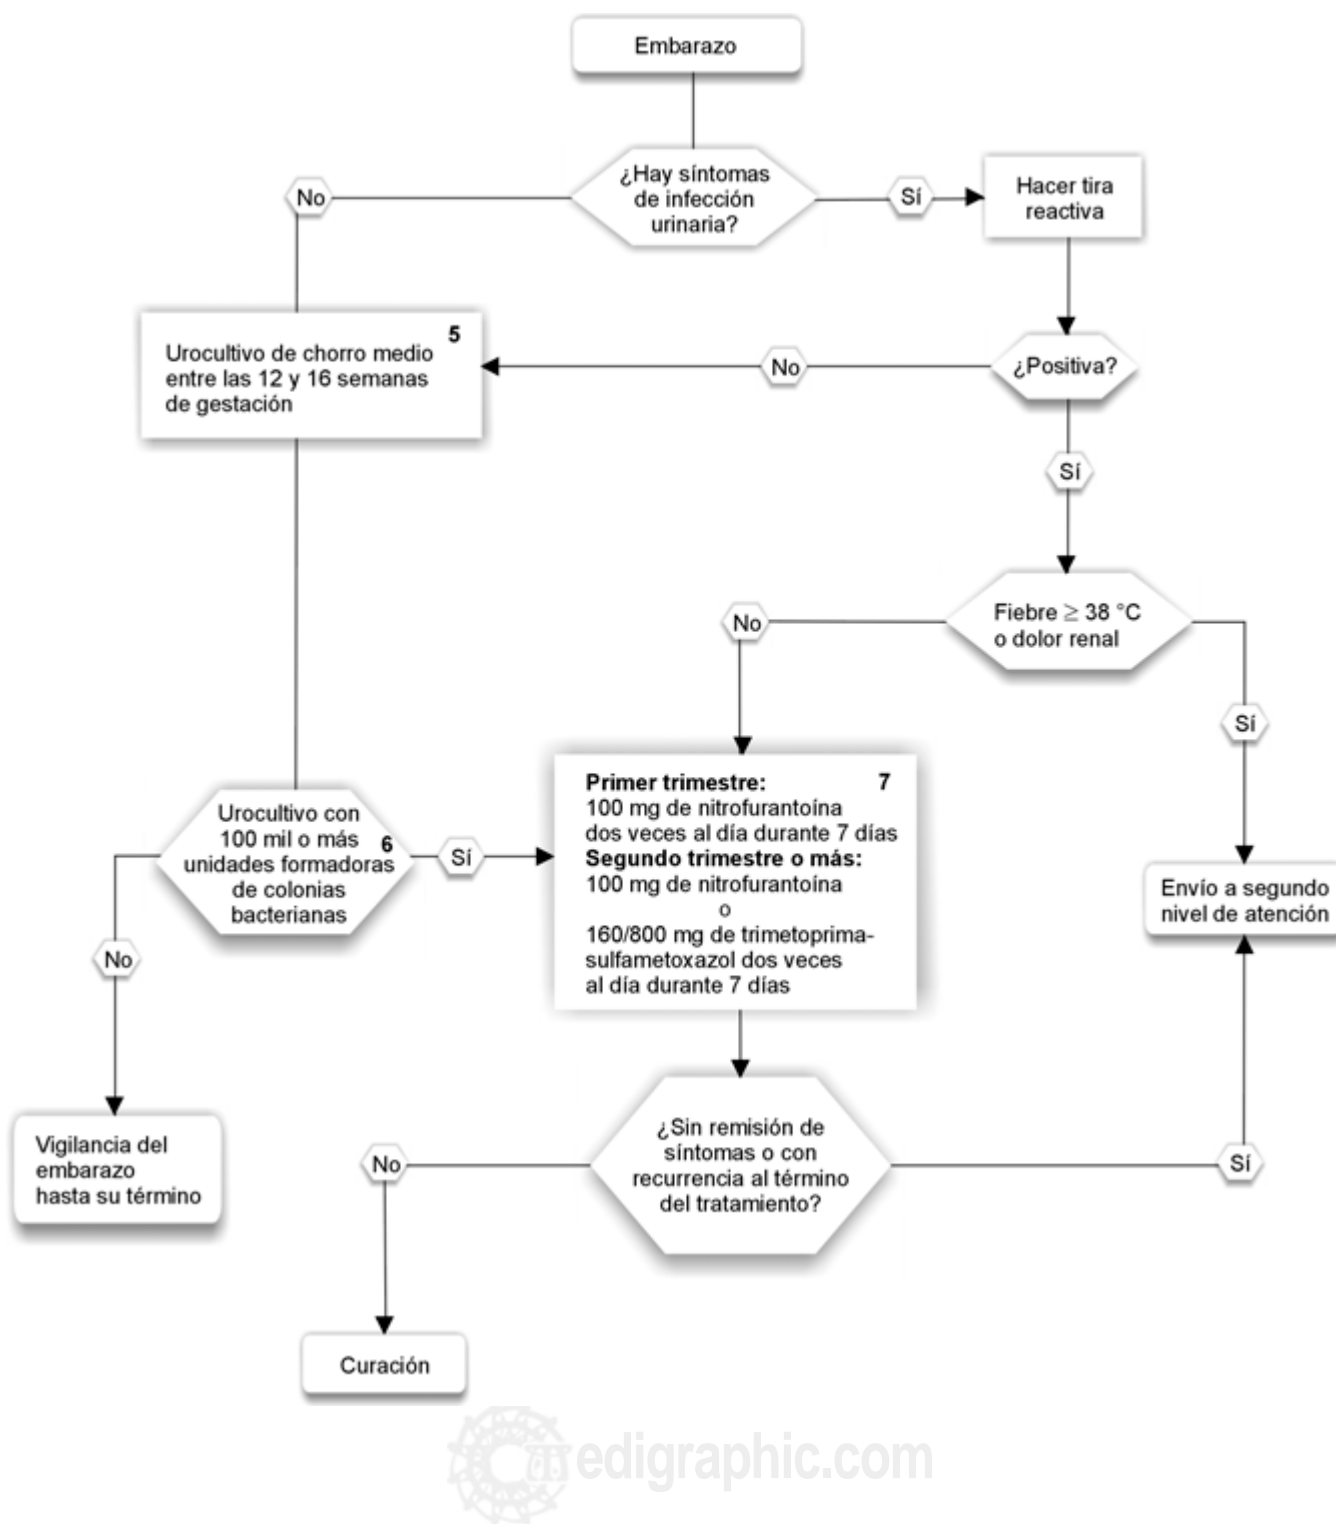 Embarazo
¿Hay síntomas
de infección
urinaria?
No
Sí
Hacer tira
reactiva
5
Urocultivo de chorro medio
entre las 12 y 16 semanas
de gestación
No
¿Positiva?
Sí
Fiebre ≥ 38 °C
o dolor renal
No
Sí
Primer trimestre: 7
100 mg de nitrofurantoína
dos veces al día durante 7 días
Segundo trimestre o más:
100 mg de nitrofurantoína
o
160/800 mg de trimetoprima-
sulfametoxazol dos veces
al día durante 7 días
Urocultivo con
100 mil o más 6
unidades formadoras
de colonias
bacterianas
Sí
No
Envío a segundo
nivel de atención
Vigilancia del
embarazo
hasta su término
¿Sin remisión de
síntomas o con
recurrencia al término
del tratamiento?
No
Sí
Curación
edigraphic.com